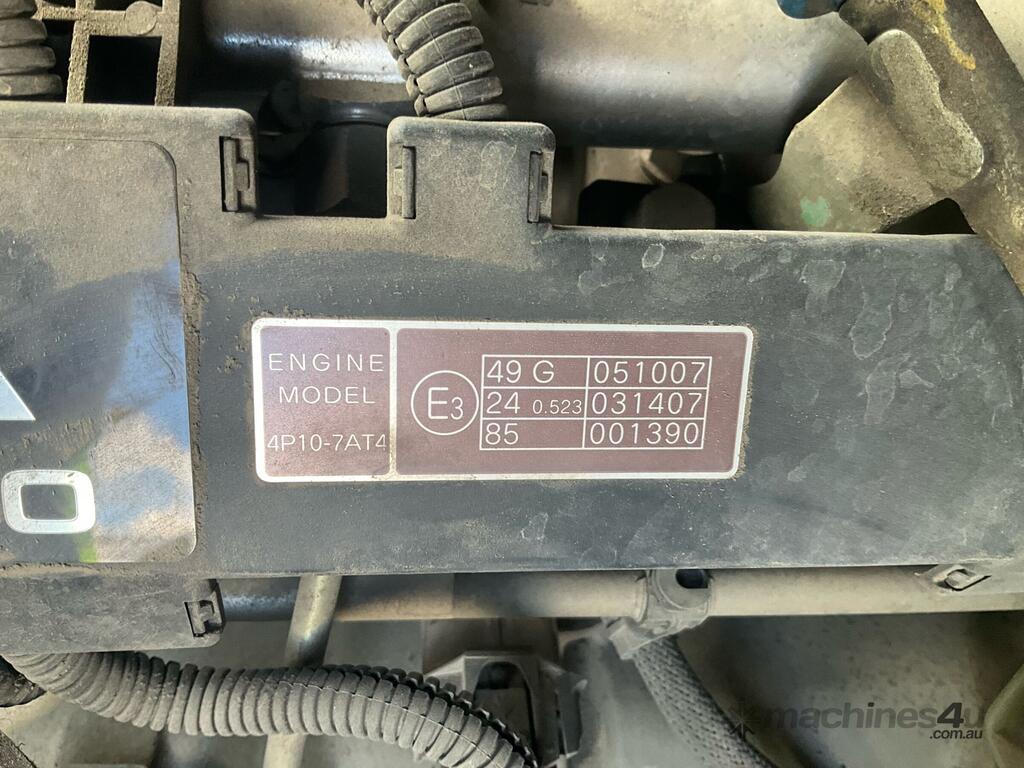 ENGINE
MODEL
4P10-7AT4
E3
49 G 051007
24 0.523 031407
85 001390
O
machines4u
.com.au